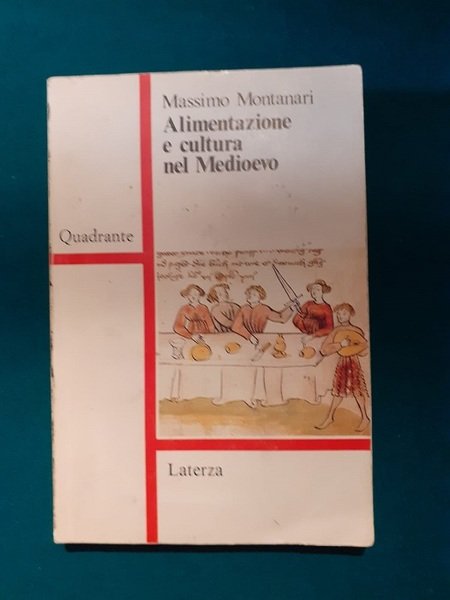 Massimo Montanari
Alimentazione
e cultura
nel Medioevo
Quadrante
Laterza